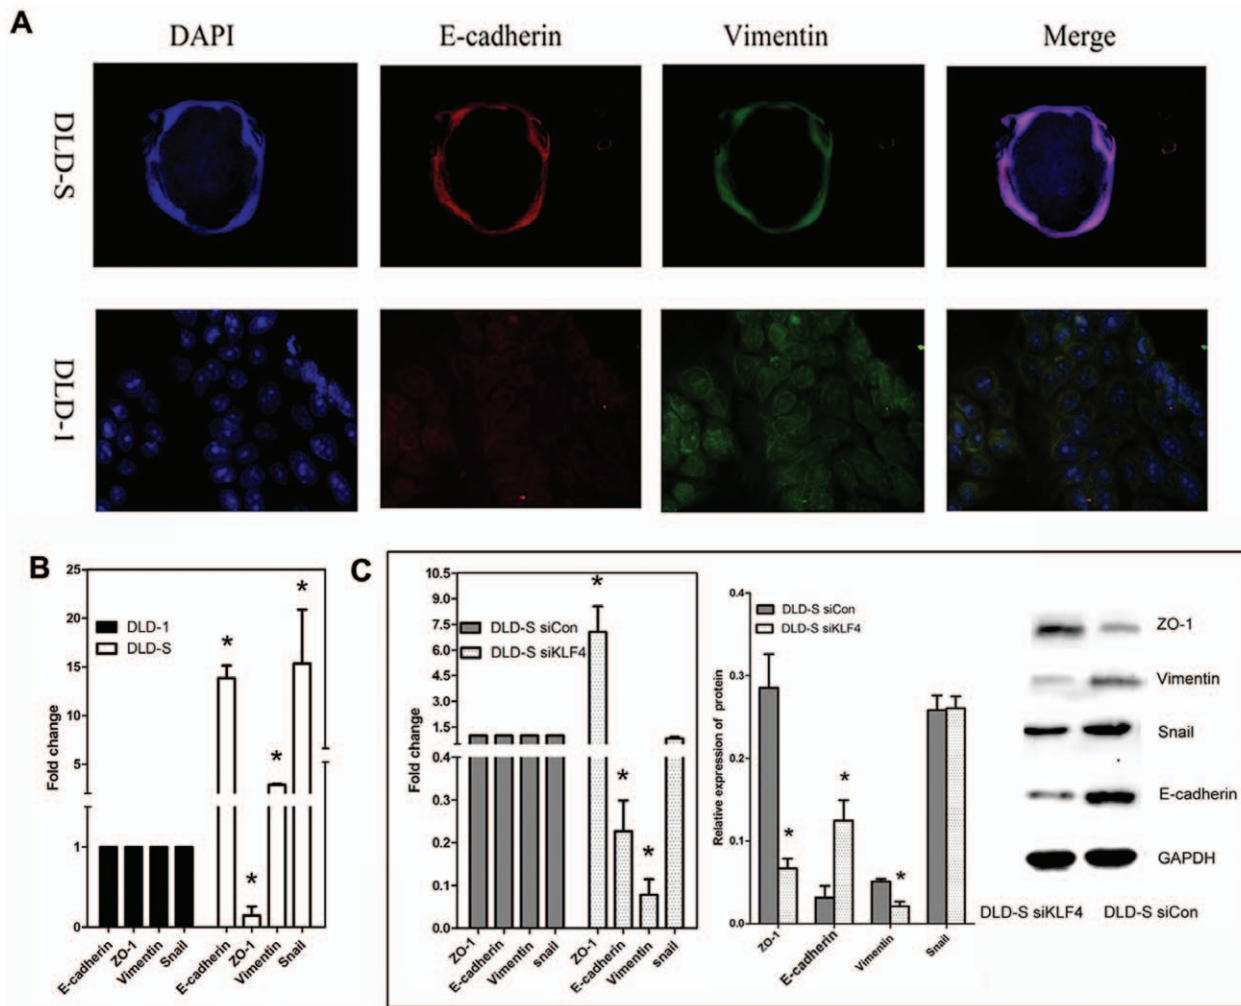 A
DAPI
E-cadherin
Vimentin
Merge
DLD-S
DLD-1
B
25
20
15
10
5
1
0
Fold change
DLD-1
DLD-S
*
*
*
*
E-cadherin
ZO-1
Vimentin
Snail
E-cadherin
ZO-1
Vimentin
Snail
C
10.5
9.0
7.5
6.0
4.5
3.0
1.5
0.4
0.3
0.2
0.1
0.0
Fold change
DLD-S siCon
DLD-S siKLF4
*
*
*
ZO-1
E-cadherin
Vimentin
snail
ZO-1
E-cadherin
Vimentin
snail
0.4
0.3
0.2
0.1
0.0
Relative expression of protein
DLD-S siCon
DLD-S siKLF4
*
*
*
ZO-1
E-cadherin
Vimentin
Snail
ZO-1
Vimentin
Snail
E-cadherin
GAPDH
DLD-S siKLF4 DLD-S siCon